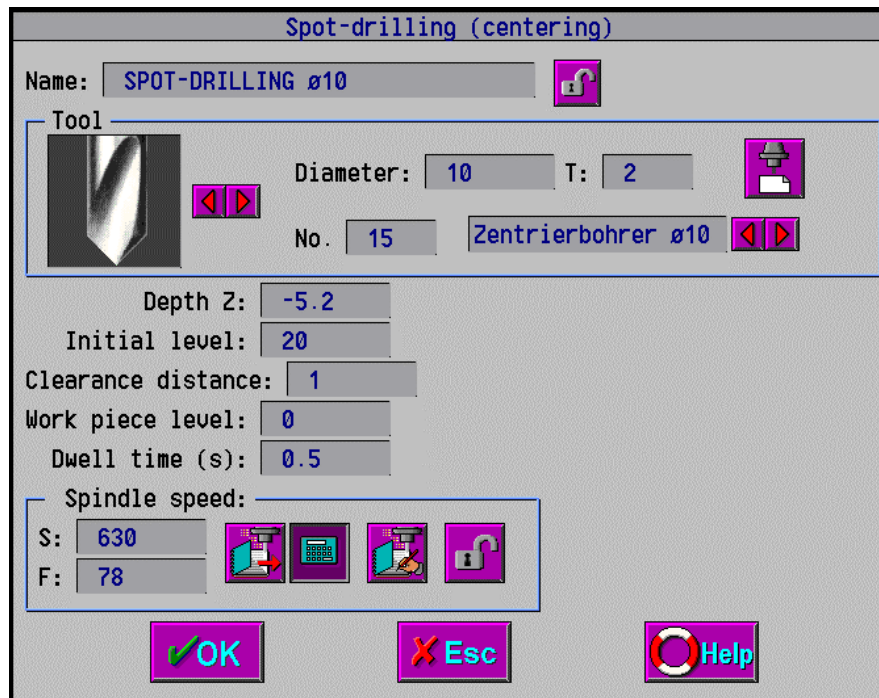 Spot-drilling (centering)
Name: SPOT-DRILLING ø10
Tool
Diameter: 10 T: 2
No. 15 Zentrierbohrer ø10
Depth Z: -5.2
Initial level: 20
Clearance distance: 1
Work piece level: 0
Dwell time (s): 0.5
Spindle speed:
S: 630
F: 78
OK Esc Help